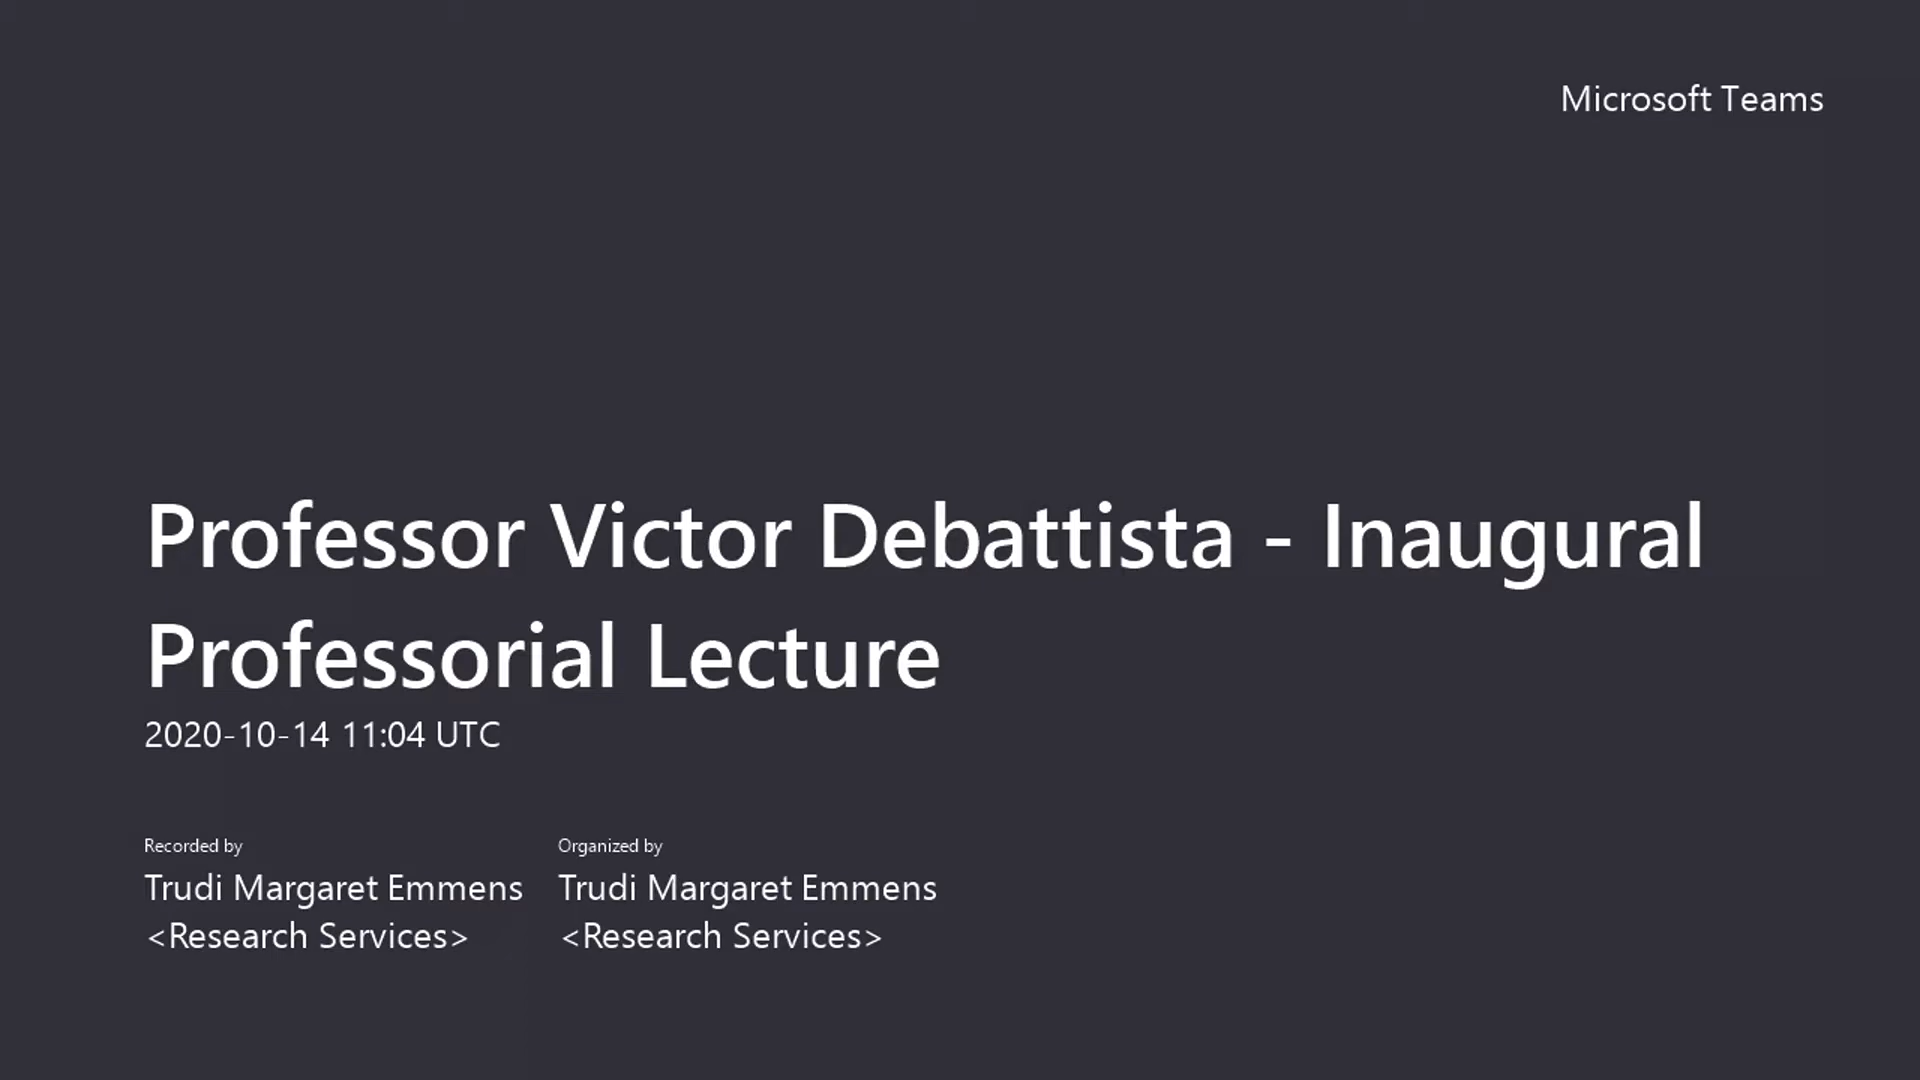 Microsoft Teams
Professor Victor Debattista - Inaugural
Professorial Lecture
2020-10-14 11:04 UTC
Recorded by
Trudi Margaret Emmens
<Research Services>
Organized by
Trudi Margaret Emmens
<Research Services>